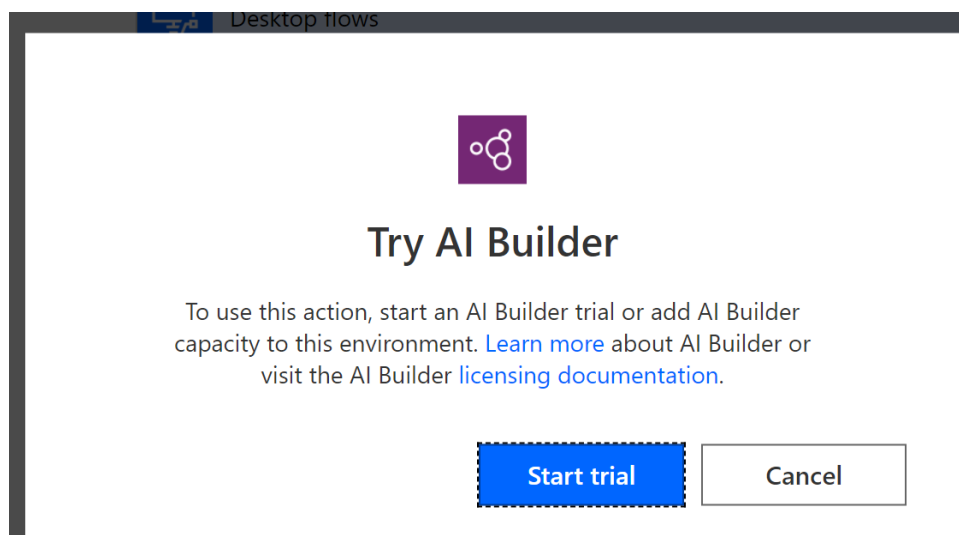 Desktop flows
Try AI Builder
To use this action, start an AI Builder trial or add AI Builder
capacity to this environment. Learn more about AI Builder or
visit the AI Builder licensing documentation.
Start trial
Cancel